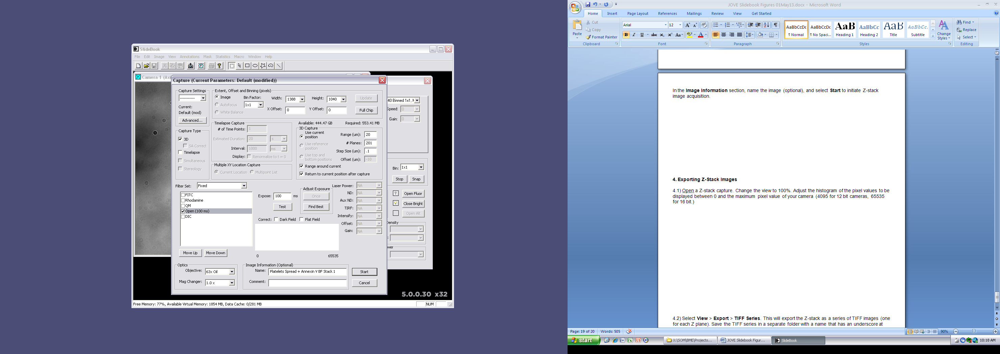 SlideBook
File Edit Image View Annotations Mask Statistics Macro Window Help
Camera 1
Capture (Current Parameters: Default (modified))
Capture Settings
-----------
Current:
Default (mod)
Advanced...
Extent, Offset and Binning (pixels)
Image
Autofocus
White Balance
Bin Factor:
1x1
Width: 1388 Height: 1040 Update
X Offset: 0 Y Offset: 0 Full Chip
Capture Type
3D
SA Correct
Timelapse
Simultaneous
Stereology
Timelapse Capture
# of Time Points: 1
Estimated Duration: 20 s
Interval: 1000 ms
Display: Renormalize to t = 0
Multiple XY Location Capture
Current Location Multipoint List
Available: 444.47 GB Required: 553.41 MB
3D Capture
Use current position
Use reference position
Use top and bottom positions
Range (um): 20
# Planes: 201
Step Size (um): .1
Offset (um): -10
Range around current
Return to current position after capture
Filter Set: Fixed
FITC
Rhodamine
QM
Open (100 ms)
DIC
Move Up Move Down
Expose: 100 ms
Test
Adjust Exposure
Once
Find Best
Correct: Dark Field Flat Field
0 65535
Laser Power: NA
ND: NA
Aux ND: NA
TIRF: NA
Intensify: NA
Offset: NA
Gain: NA
Optics
Objective: 63x Oil
Mag Changer: 1.0 x
Image Information (Optional)
Name: Platelets Spread + Annexin V BF Stack 1
Comment:
Start
Cancel
40 Binned 1x1,
Speed: 0
Gain: 0
Bin: 1x1
Stop Snap
Open Fluor
Close Bright
Open Alt
Density
5.0.0.30 x32
Free Memory: 77%, Available Virtual Memory: 1854 MB, Data Cache: 0/281 MB NUM
JOVE Slidebook Figures 01May13.docx - Microsoft Word
Home Insert Page Layout References Mailings Review View Get Started
Paste
Cut
Copy
Format Painter
Clipboard
Arial 12
Font
Paragraph
AaBbCcDc AaBbCcDc AaB AaBbCc AaB AaBbCc.
¶ Normal ¶ No Spaci... Heading 1 Heading 2 Title Subtitle
Change Styles
Styles
Find
Replace
Select
Editing
In the Image Information section, name the image (optional), and select Start to initiate Z-stack
image acquisition.
4. Exporting Z-Stack Images
4.1) Open a Z-stack capture. Change the view to 100%. Adjust the histogram of the pixel values to be
displayed between 0 and the maximum pixel value of your camera (4095 for 12 bit cameras, 65535
for 16 bit.)
4.2) Select View > Export > TIFF Series. This will export the Z-stack as a series of TIFF images (one
for each Z plane). Save the TIFF series in a separate folder with a name that has an underscore at
Page: 19 of 20 Words: 505 90%
start X:\SOM\BME\Projects... JOVE Slidebook Figur... SlideBook 10:18 AM